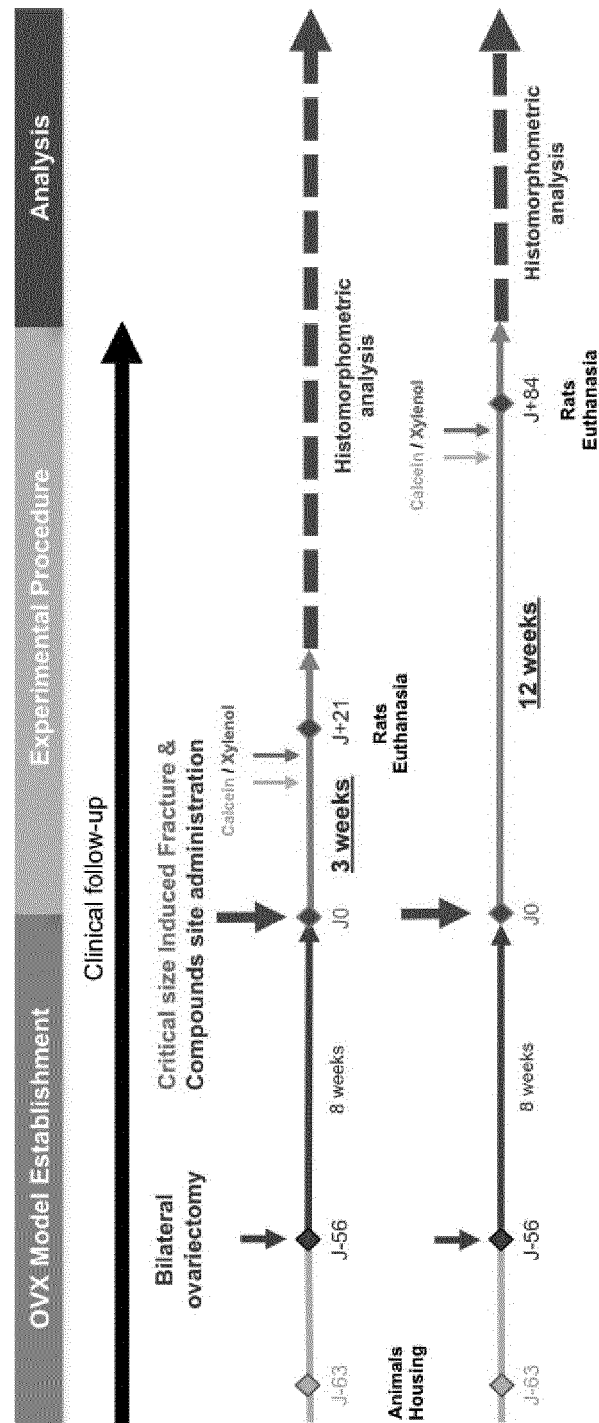 OVX Model Establishment
Experimental Procedure
Analysis
Clinical follow-up
Bilateral
ovariectomy
Critical size Induced Fracture &
Compounds site administration
Calcein / Xylenol
J-63
J-56
8 weeks
J0
3 weeks
J+21
Rats
Euthanasia
Histomorphometric
analysis
Animals
Housing
Calcein / Xylenol
J-63
J-56
8 weeks
J0
12 weeks
J+84
Rats
Euthanasia
Histomorphometric
analysis